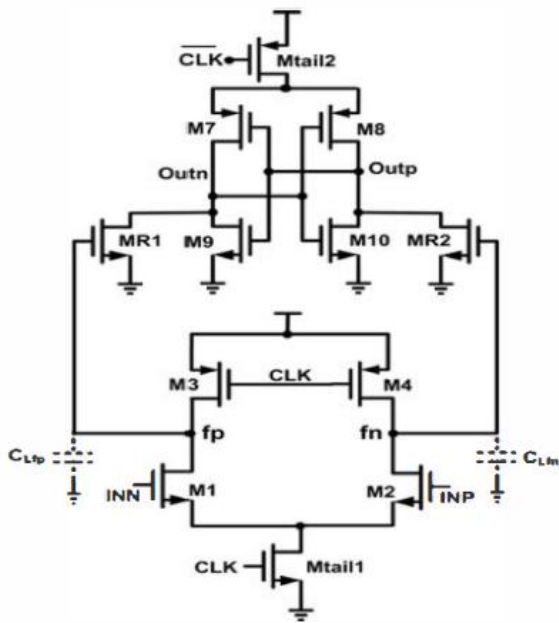 CLK
Mtail2
M7
M8
Outn
Outp
MR1
M9
M10
MR2
M3
CLK
M4
fp
fn
CLfp
CLfn
INN
M1
M2
INP
CLK
Mtail1